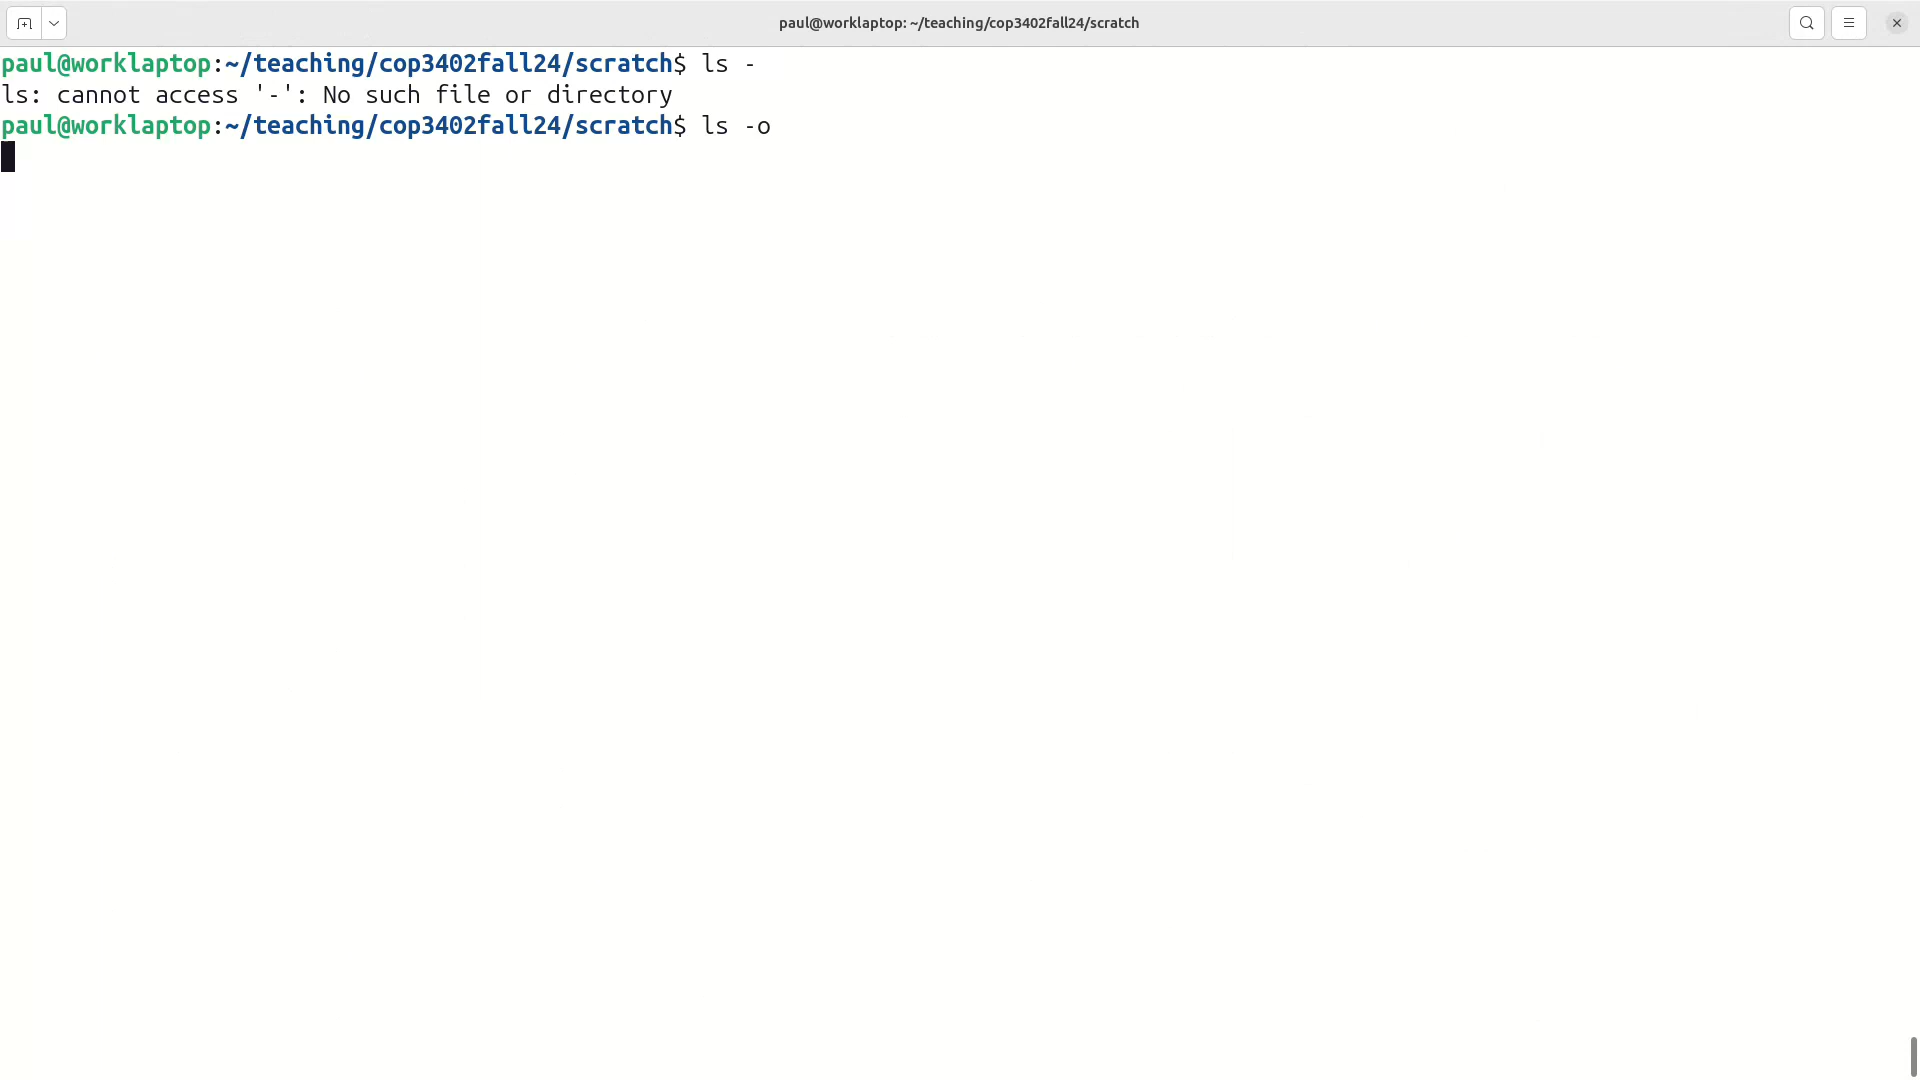 paul@worklaptop: ~/teaching/cop3402fall24/scratch
paul@worklaptop:~/teaching/cop3402fall24/scratch$ ls -
ls: cannot access '-': No such file or directory
paul@worklaptop:~/teaching/cop3402fall24/scratch$ ls -o